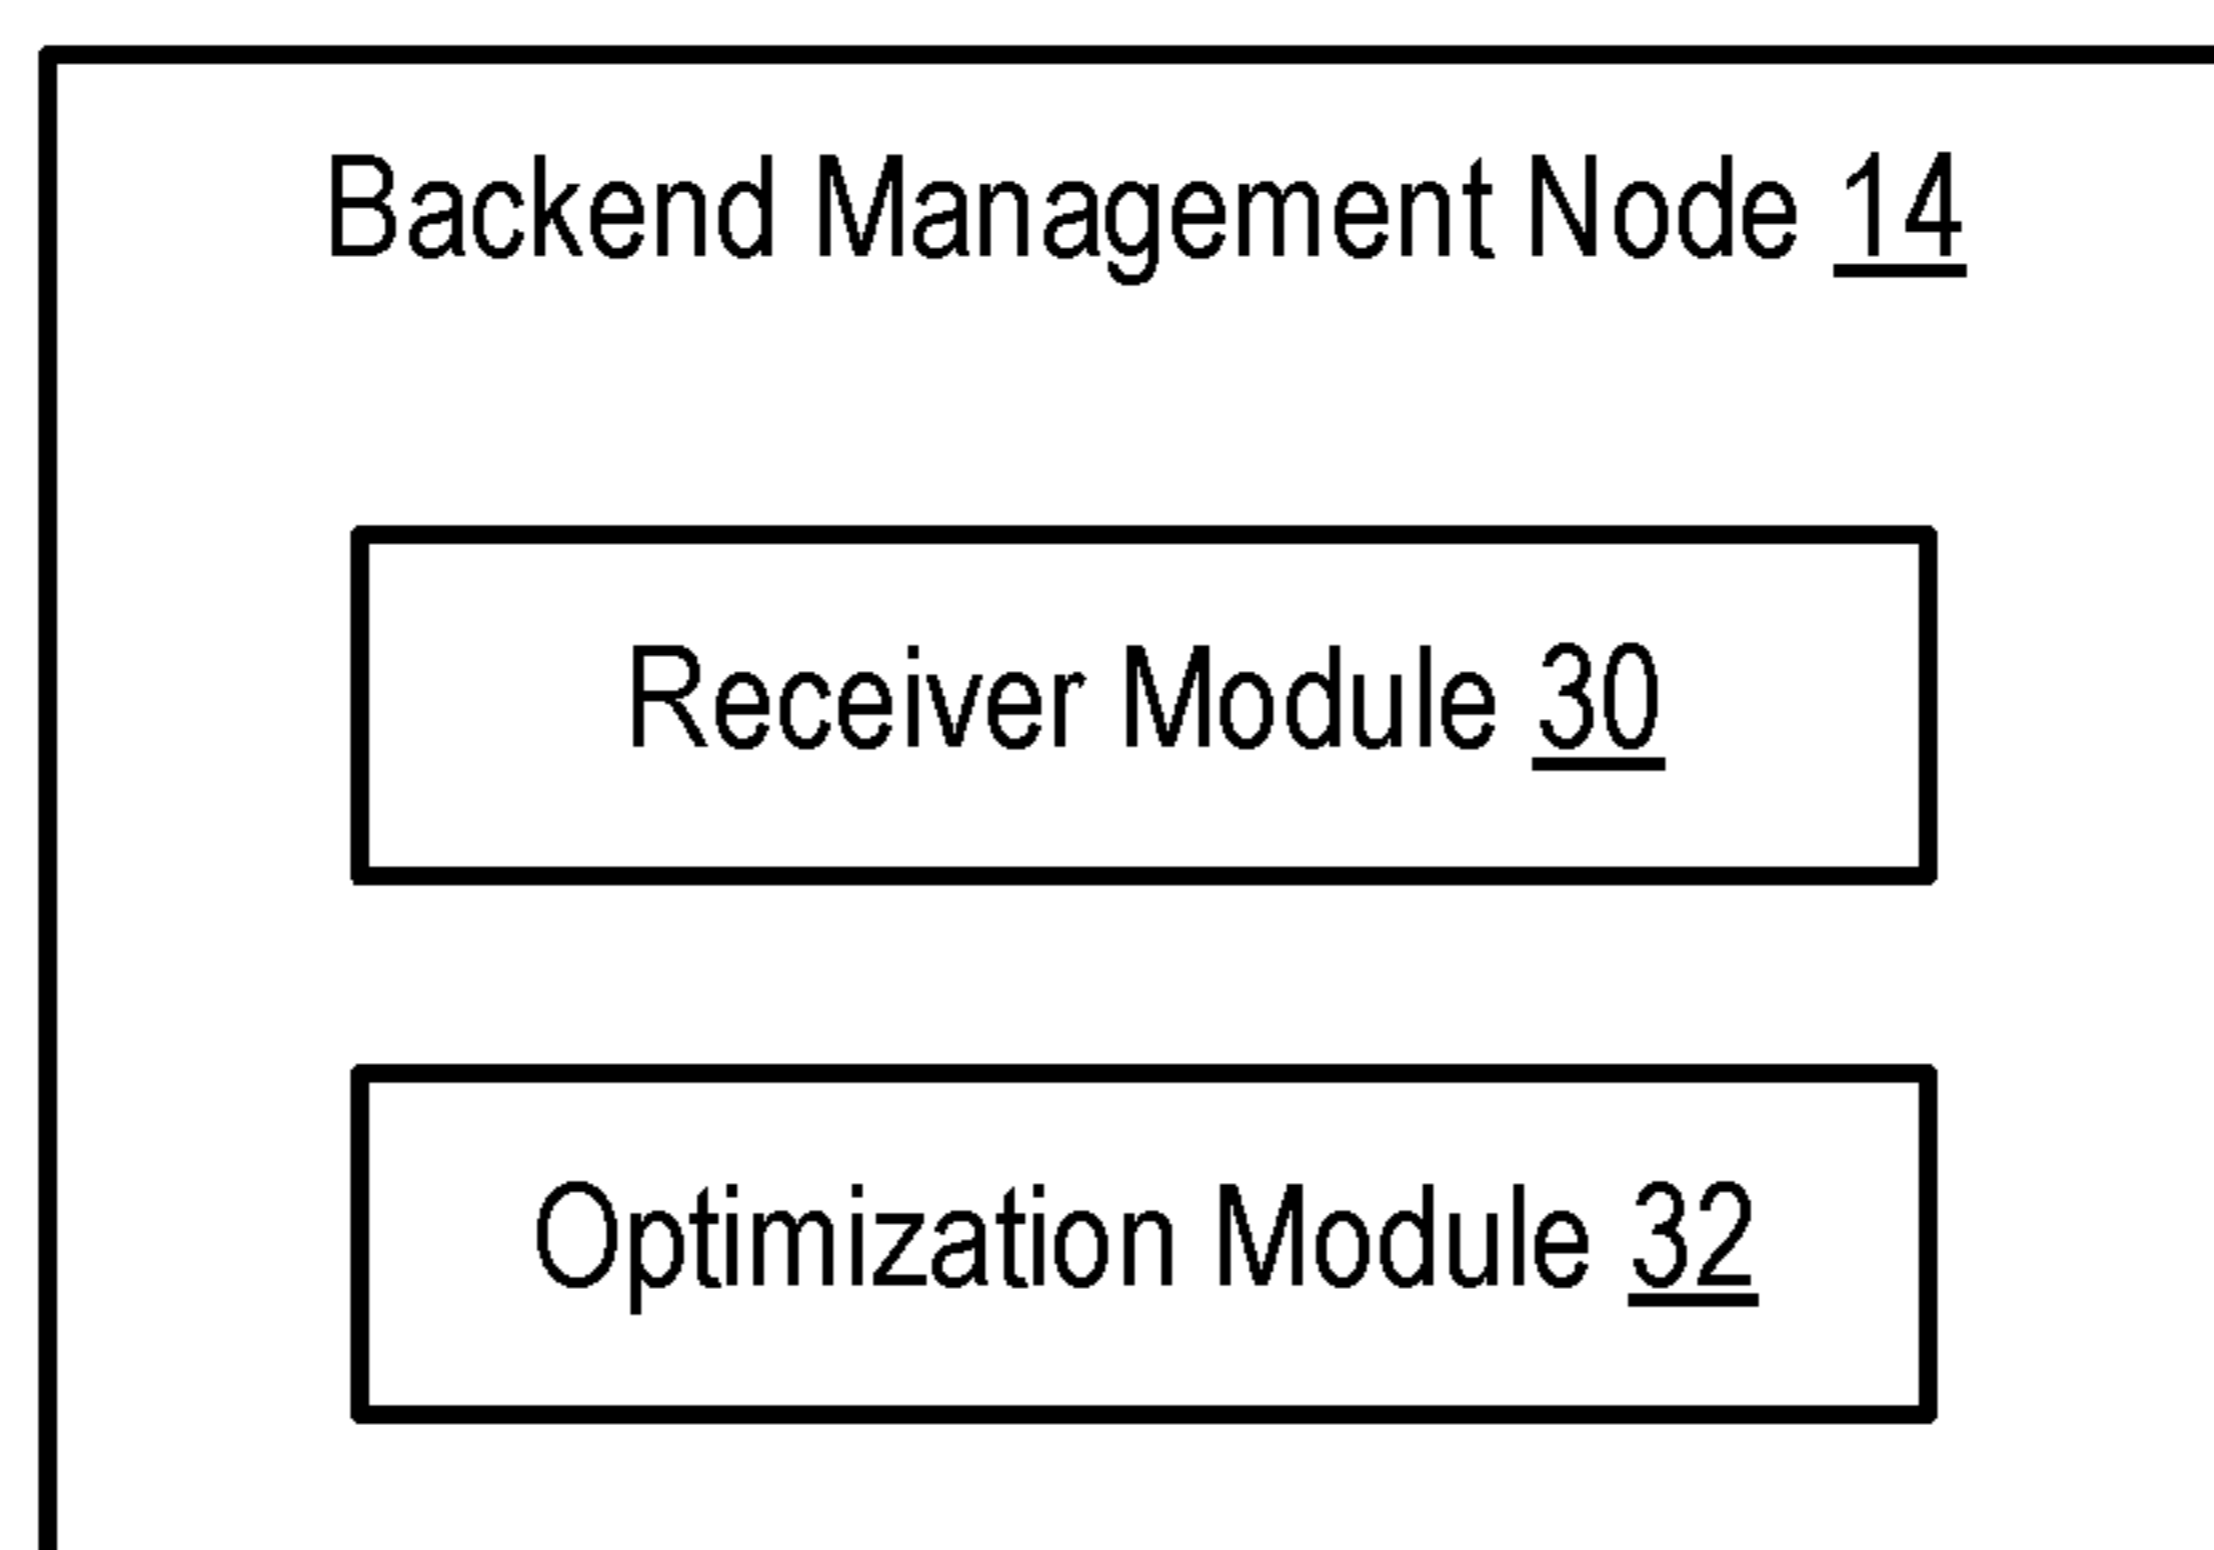 Backend Management Node 14
Receiver Module 30
Optimization Module 32